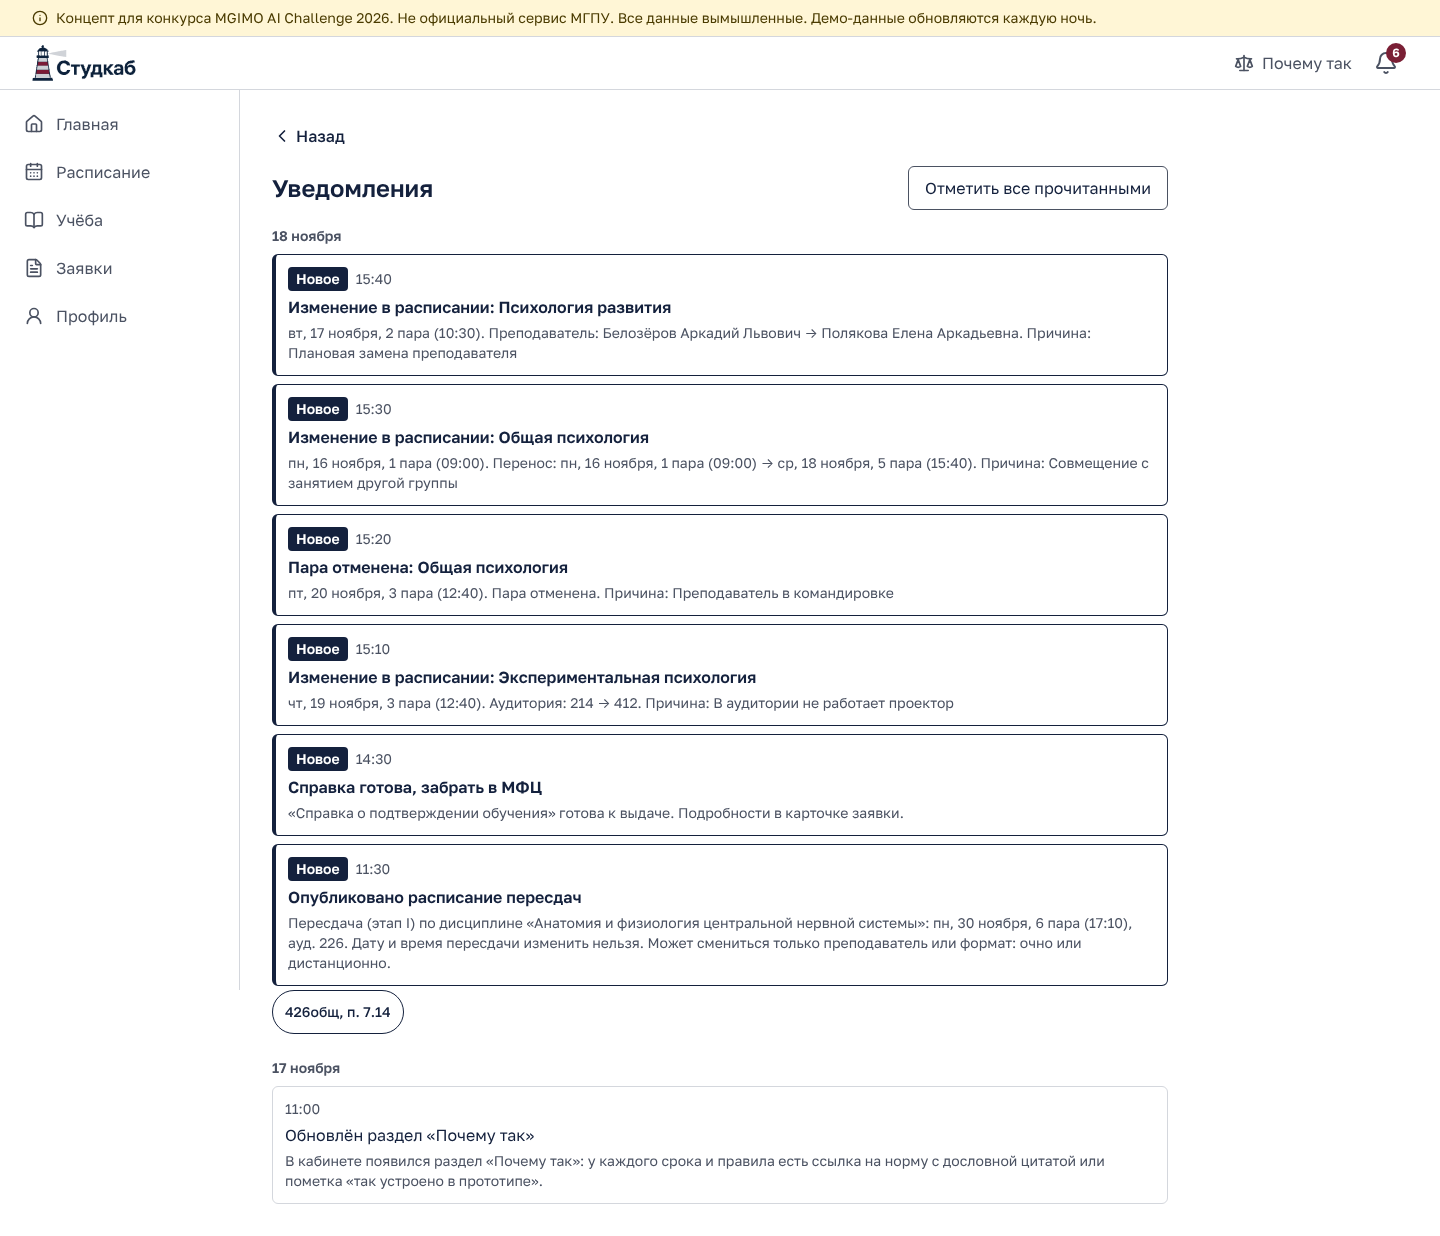 Концепт для конкурса MGIMO AI Challenge 2026. Не официальный сервис МГПУ. Все данные вымышленные. Демо-данные обновляются каждую ночь.
Студкаб
Почему так
6
Главная
Расписание
Учёба
Заявки
Профиль
Назад
Уведомления
Отметить все прочитанными
18 ноября
Новое 15:40
Изменение в расписании: Психология развития
вт, 17 ноября, 2 пара (10:30). Преподаватель: Белозёров Аркадий Львович → Полякова Елена Аркадьевна. Причина:
Плановая замена преподавателя
Новое 15:30
Изменение в расписании: Общая психология
пн, 16 ноября, 1 пара (09:00). Перенос: пн, 16 ноября, 1 пара (09:00) → ср, 18 ноября, 5 пара (15:40). Причина: Совмещение с
занятием другой группы
Новое 15:20
Пара отменена: Общая психология
пт, 20 ноября, 3 пара (12:40). Пара отменена. Причина: Преподаватель в командировке
Новое 15:10
Изменение в расписании: Экспериментальная психология
чт, 19 ноября, 3 пара (12:40). Аудитория: 214 → 412. Причина: В аудитории не работает проектор
Новое 14:30
Справка готова, забрать в МФЦ
«Справка о подтверждении обучения» готова к выдаче. Подробности в карточке заявки.
Новое 11:30
Опубликовано расписание пересдач
Пересдача (этап I) по дисциплине «Анатомия и физиология центральной нервной системы»: пн, 30 ноября, 6 пара (17:10),
ауд. 226. Дату и время пересдачи изменить нельзя. Может смениться только преподаватель или формат: очно или
дистанционно.
426общ, п. 7.14
17 ноября
11:00
Обновлён раздел «Почему так»
В кабинете появился раздел «Почему так»: у каждого срока и правила есть ссылка на норму с дословной цитатой или
пометка «так устроено в прототипе».